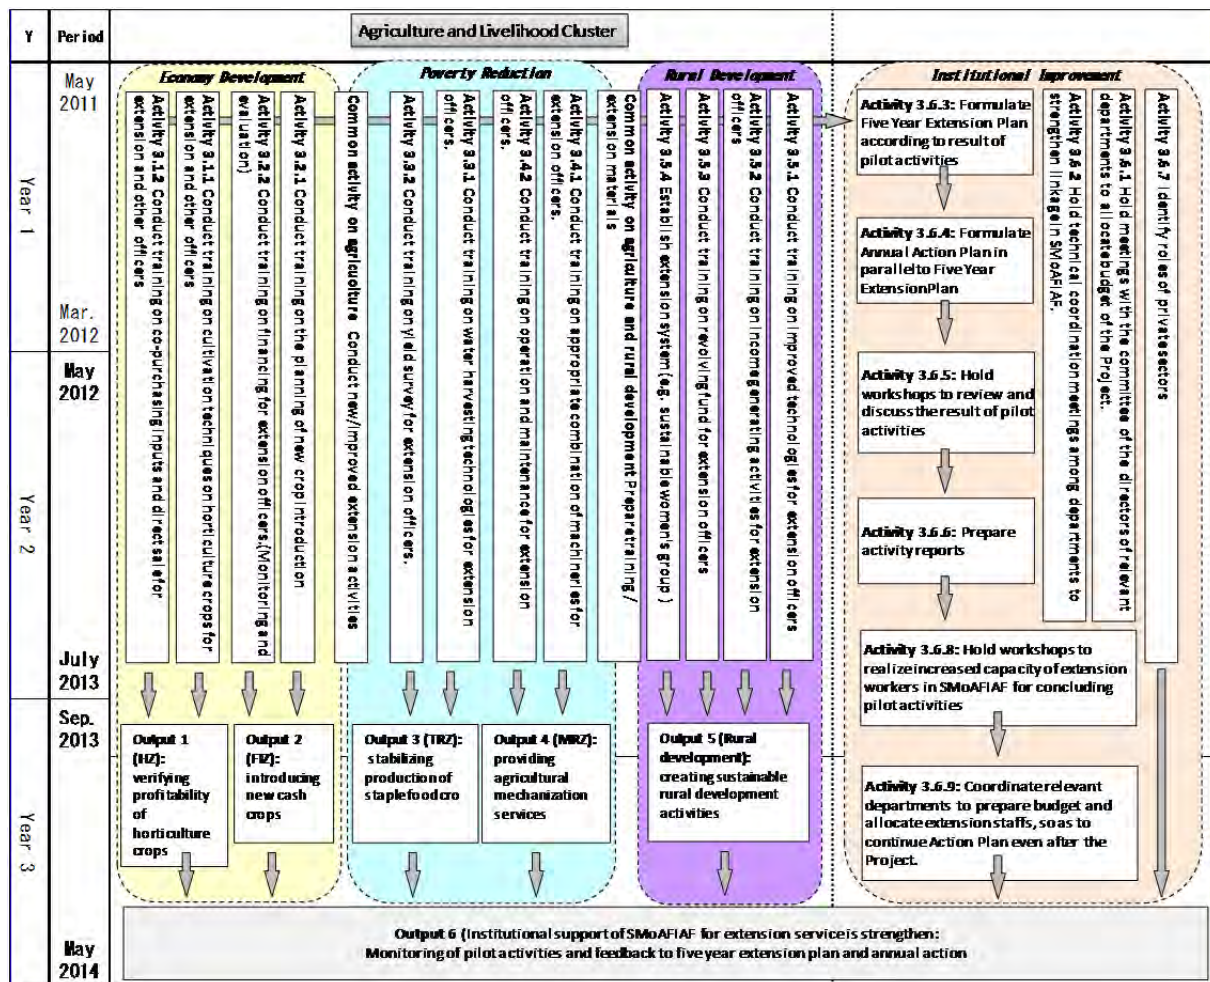 Y
Period
Agriculture and Livelihood Cluster
May
2011
Year 1
Mar.
2012
May
2012
Year 2
July
2013
Sep.
2013
Year 3
May
2014
Economy Development
Activity 3.1.2 Conduct training on co-purchasing inputs and direct sale for
extension and other officers
Activity 3.1.1 Conduct training on cultivation techniques on horticulture crops for
extension and other officers
Activity 3.2.2 Conduct training on financing for extension officers.(Monitoring and
evaluation)
Activity 3.2.1 Conduct training on the planning of new crop introduction
Common activity on agricuolture Conduct new/improved extension activities
Poverty Reduction
Activity 3.3.2 Conduct training on yield survey for extension officers.
Activity 3.3.1 Conduct training on water harvesting technologies for extension
officers.
Activity 3.4.2 Conduct training on operation and maintenance for extension
officers.
Activity 3.4.1 Conduct training on appropriate combination of machineries for
extension officers.
Common activity on agriculture and rural development Prepare training /
extension materials
Rural Development
Activity 3.5.4 Establish extension system (e.g. sustainable women's group )
Activity 3.5.3 Conduct training on revolving fund for extension officers
Activity 3.5.2 Conduct training on income generating activities for extension
officers
Activity 3.5.1 Conduct training on improved technologies for extension officers
Institutional Improvement
Activity 3.6.3: Formulate
Five Year Extension Plan
according to result of
pilot activities
Activity 3.6.4: Formulate
Annual Action Plan in
parallel to Five Year
Extension Plan
Activity 3.6.5: Hold
workshops to review and
discuss the result of pilot
activities
Activity 3.6.6: Prepare
activity reports
Activity 3.6.2 Hold technical coordination meetings among departments to
strengthen linkage in SMoAFIAF.
Activity 3.6.1 Hold meetings with the committee of the directors of relevant
departments to allocate budget of the Project.
Activity 3.6.7 Identify roles of private sectors
Activity 3.6.8: Hold workshops to
realize increased capacity of extension
workers in SMoAFIAF for concluding
pilot activities
Activity 3.6.9: Coordinate relevant
departments to prepare budget and
allocate extension staffs, so as to
continue Action Plan even after the
Project.
Output 1
(HZ):
verifying
profitability
of
horticulture
crops
Output 2
(FIZ):
introducing
new cash
crops
Output 3 (TRZ):
stabilizing
production of
staple food cro
Output 4 (MRZ):
providing
agricultural
mechanization
services
Output 5 (Rural
development):
creating sustainable
rural development
activities
Output 6 (Institutional support of SMoAFIAF for extension service is strengthen:
Monitoring of pilot activities and feedback to five year extension plan and annual action